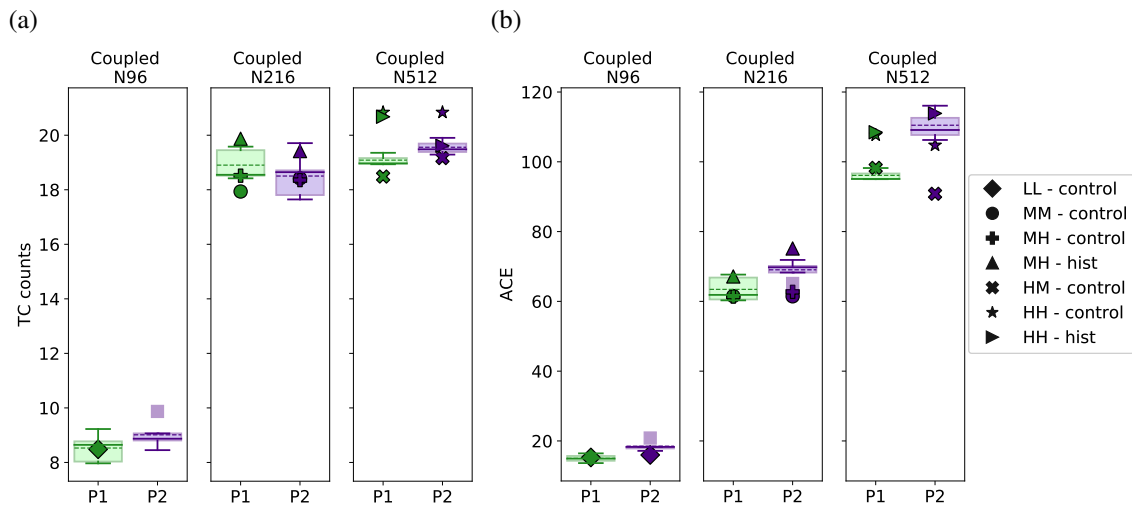 (a)
Coupled N96
Coupled N216
Coupled N512
TC counts
20
18
16
14
12
10
8
P1 P2
P1 P2
P1 P2
(b)
Coupled N96
Coupled N216
Coupled N512
ACE
120
100
80
60
40
20
P1 P2
P1 P2
P1 P2
LL - control
MM - control
MH - control
MH - hist
HM - control
HH - control
HH - hist